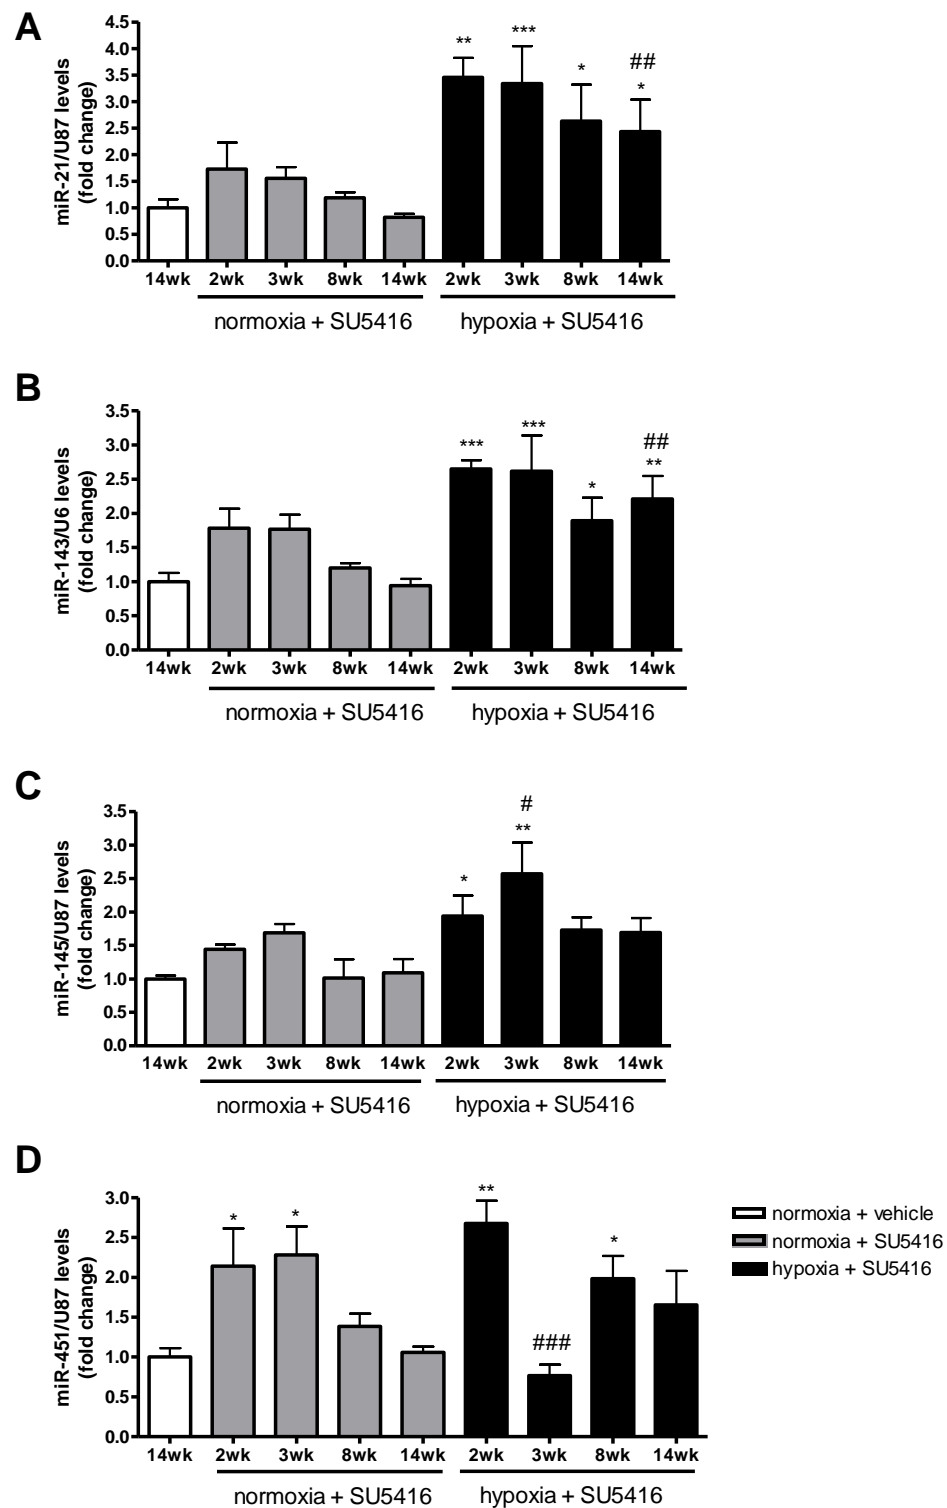 A
miR-21/U87 levels
(fold change)
4.5
4.0
3.5
3.0
2.5
2.0
1.5
1.0
0.5
0.0
** *** * ##
*
14wk 2wk 3wk 8wk 14wk 2wk 3wk 8wk 14wk
normoxia + SU5416 hypoxia + SU5416
B
miR-143/U6 levels
(fold change)
3.5
3.0
2.5
2.0
1.5
1.0
0.5
0.0
*** *** * ##
**
14wk 2wk 3wk 8wk 14wk 2wk 3wk 8wk 14wk
normoxia + SU5416 hypoxia + SU5416
C
miR-145/U87 levels
(fold change)
3.5
3.0
2.5
2.0
1.5
1.0
0.5
0.0
#
* **
14wk 2wk 3wk 8wk 14wk 2wk 3wk 8wk 14wk
normoxia + SU5416 hypoxia + SU5416
D
miR-451/U87 levels
(fold change)
3.0
2.5
2.0
1.5
1.0
0.5
0.0
* * ** ### *
14wk 2wk 3wk 8wk 14wk 2wk 3wk 8wk 14wk
normoxia + SU5416 hypoxia + SU5416
normoxia + vehicle
normoxia + SU5416
hypoxia + SU5416